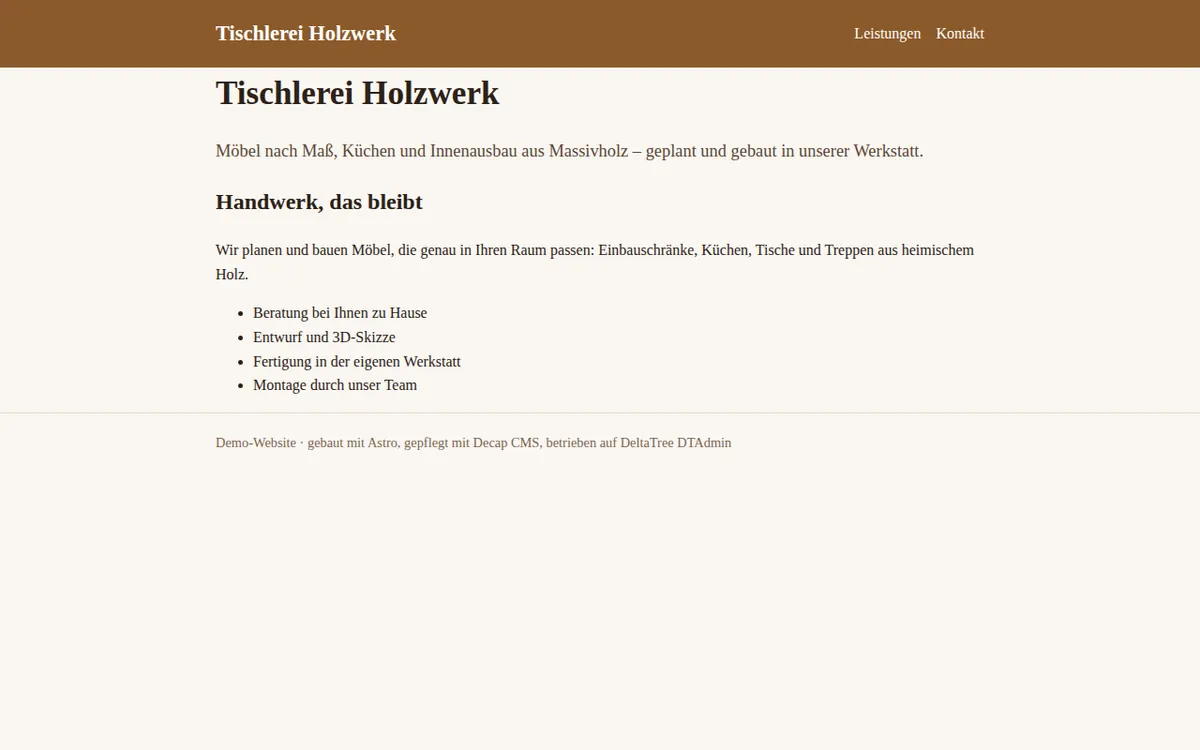 Tischlerei Holzwerk
Leistungen Kontakt
Tischlerei Holzwerk
Möbel nach Maß, Küchen und Innenausbau aus Massivholz – geplant und gebaut in unserer Werkstatt.
Handwerk, das bleibt
Wir planen und bauen Möbel, die genau in Ihren Raum passen: Einbauschränke, Küchen, Tische und Treppen aus heimischem
Holz.
• Beratung bei Ihnen zu Hause
• Entwurf und 3D-Skizze
• Fertigung in der eigenen Werkstatt
• Montage durch unser Team
Demo-Website · gebaut mit Astro, gepflegt mit Decap CMS, betrieben auf DeltaTree DTAdmin